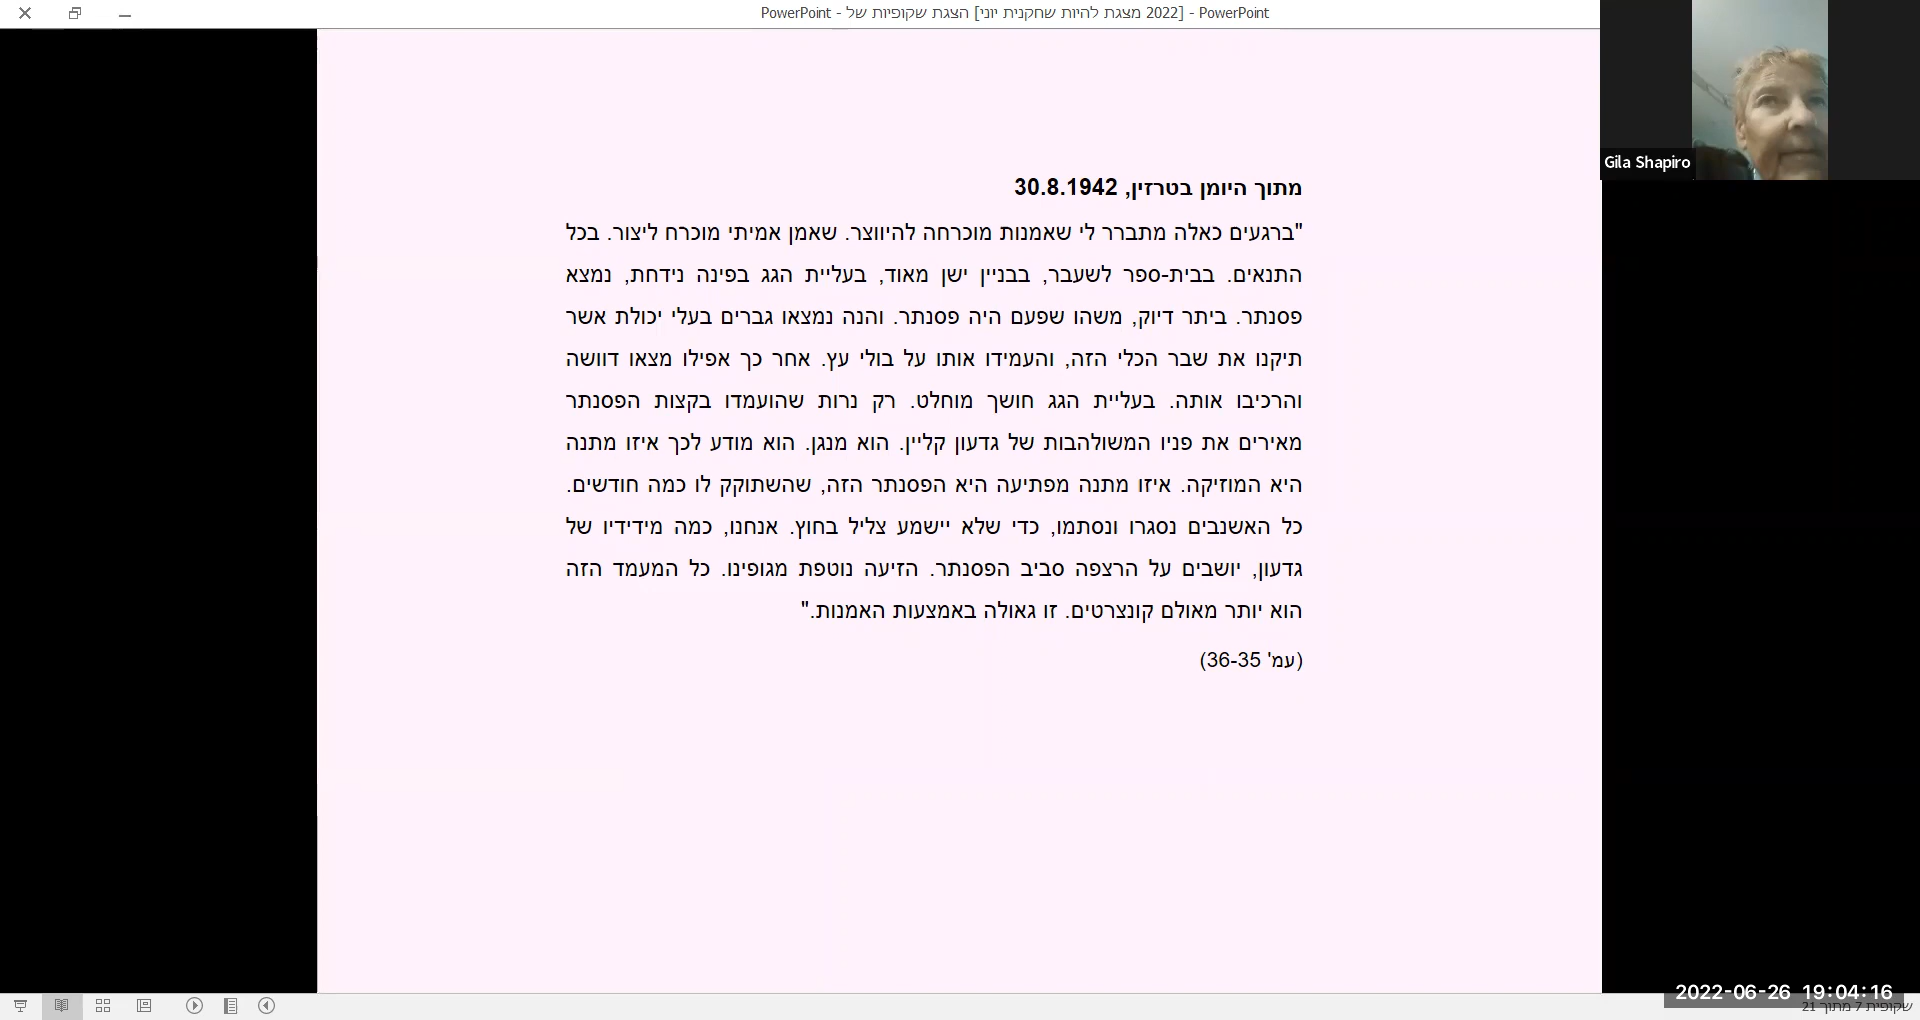 PowerPoint - [2022 מצגת להיות שחקנית יוני] הצגת שקופיות של - PowerPoint
Gila Shapiro
מתוך היומן בטרזין, 30.8.1942
"ברגעים כאלה מתברר לי שאמנות מוכרחה להיווצר. שאמן אמיתי מוכרח ליצור. בכל
התנאים. בבית-ספר לשעבר, בבניין ישן מאוד, בעליית הגג בפינה נידחת, נמצא
פסנתר. ביתר דיוק, משהו שפעם היה פסנתר. והנה נמצאו גברים בעלי יכולת אשר
תיקנו את שבר הכלי הזה, והעמידו אותו על בולי עץ. אחר כך אפילו מצאו דוושה
והרכיבו אותה. בעליית הגג חושך מוחלט. רק נרות שהועמדו בקצות הפסנתר
מאירים את פניו המשולהבות של גדעון קליין. הוא מנגן. הוא מודע לכך איזו מתנה
היא המוזיקה. איזו מתנה מפתיעה היא הפסנתר הזה, שהשתוקק לו כמה חודשים.
כל האשנבים נסגרו ונסתמו, כדי שלא יישמע צליל בחוץ. אנחנו, כמה מידידיו של
גדעון, יושבים על הרצפה סביב הפסנתר. הזיעה נוטפת מגופינו. כל המעמד הזה
הוא יותר מאולם קונצרטים. זו גאולה באמצעות האמנות."
(עמ' 36-35)
2022-06-26 19:04:16
שקופית 7 מתוך 21